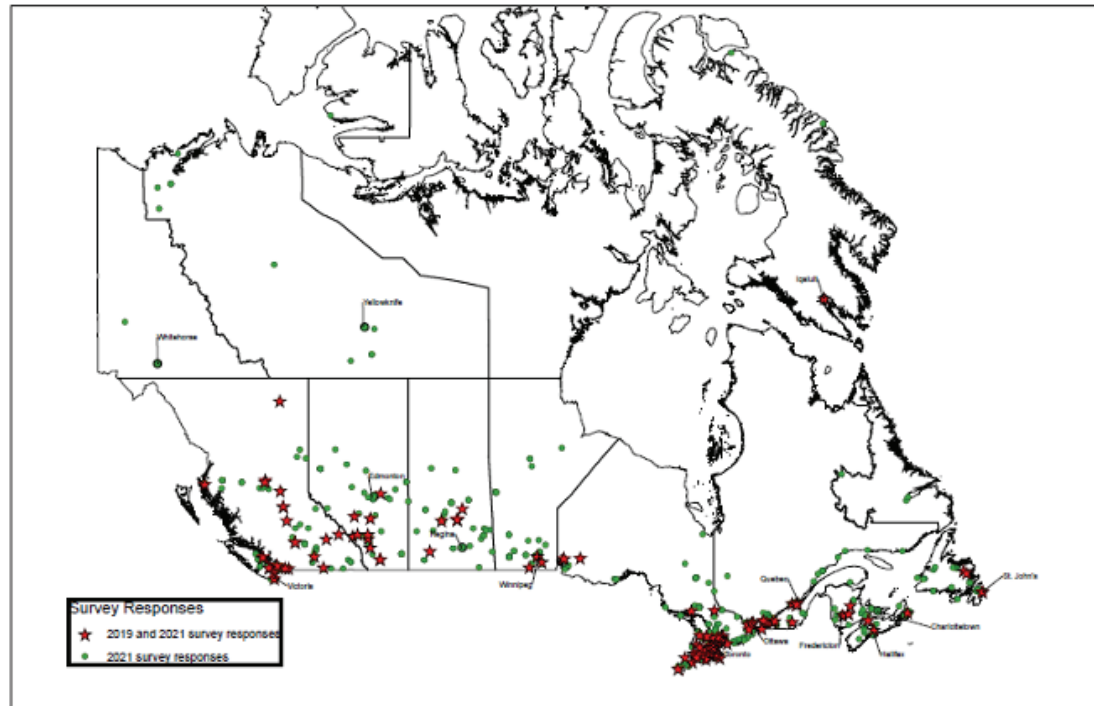 Iqaluit
Yellowknife
Whitehorse
Edmonton
Regina
Victoria
Winnipeg
Quebec
St. John's
Ottawa
Charlottetown
Toronto
Fredericton
Halifax
Survey Responses
2019 and 2021 survey responses
2021 survey responses